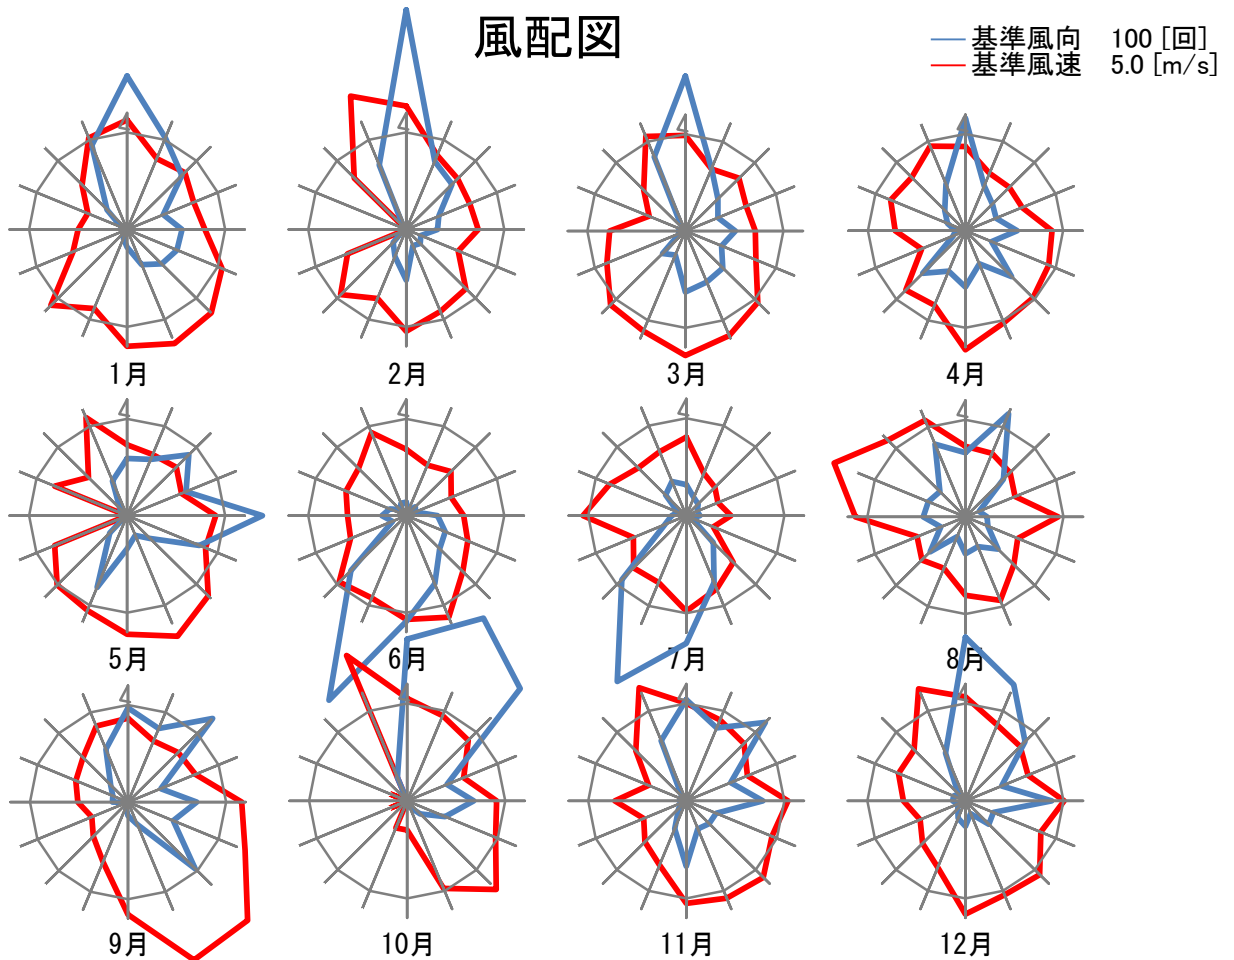 風配図
基準風向 100 [回]
基準風速 5.0 [m/s]
1月
2月
3月
4月
5月
6月
7月
8月
9月
10月
11月
12月